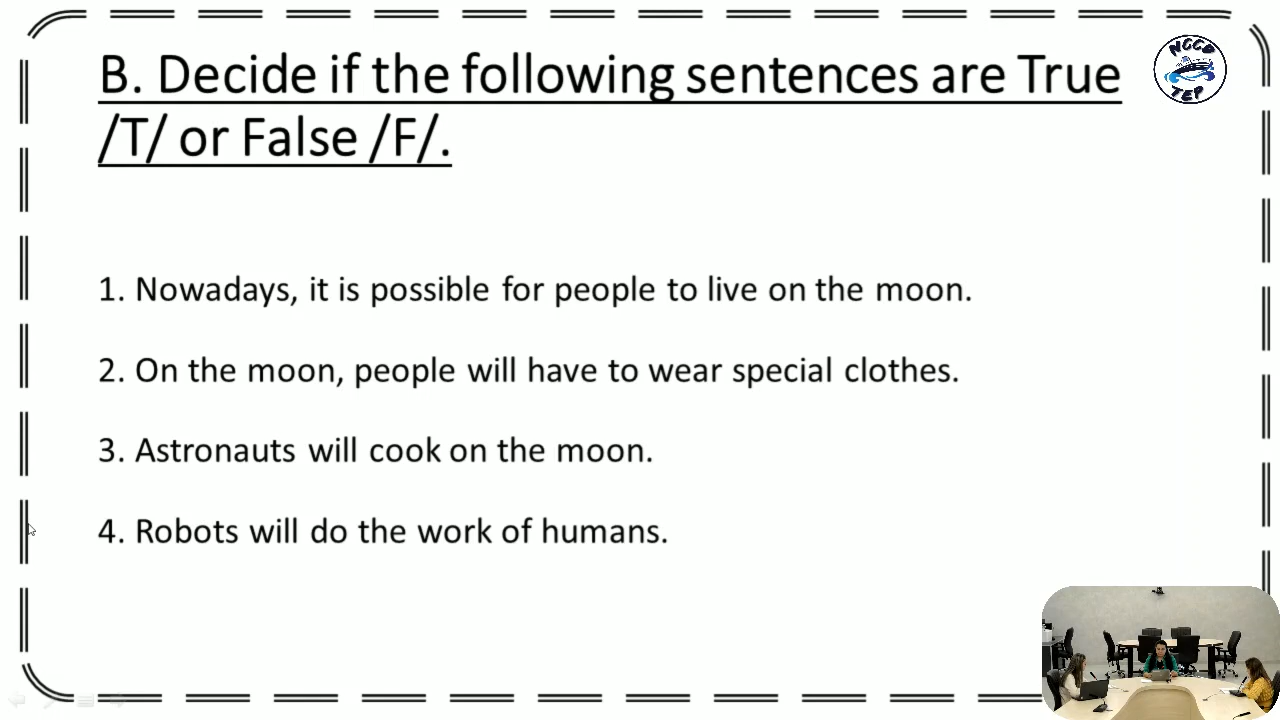 B. Decide if the following sentences are True
/T/ or False /F/.
NCCD
TEP
1. Nowadays, it is possible for people to live on the moon.
2. On the moon, people will have to wear special clothes.
3. Astronauts will cook on the moon.
4. Robots will do the work of humans.